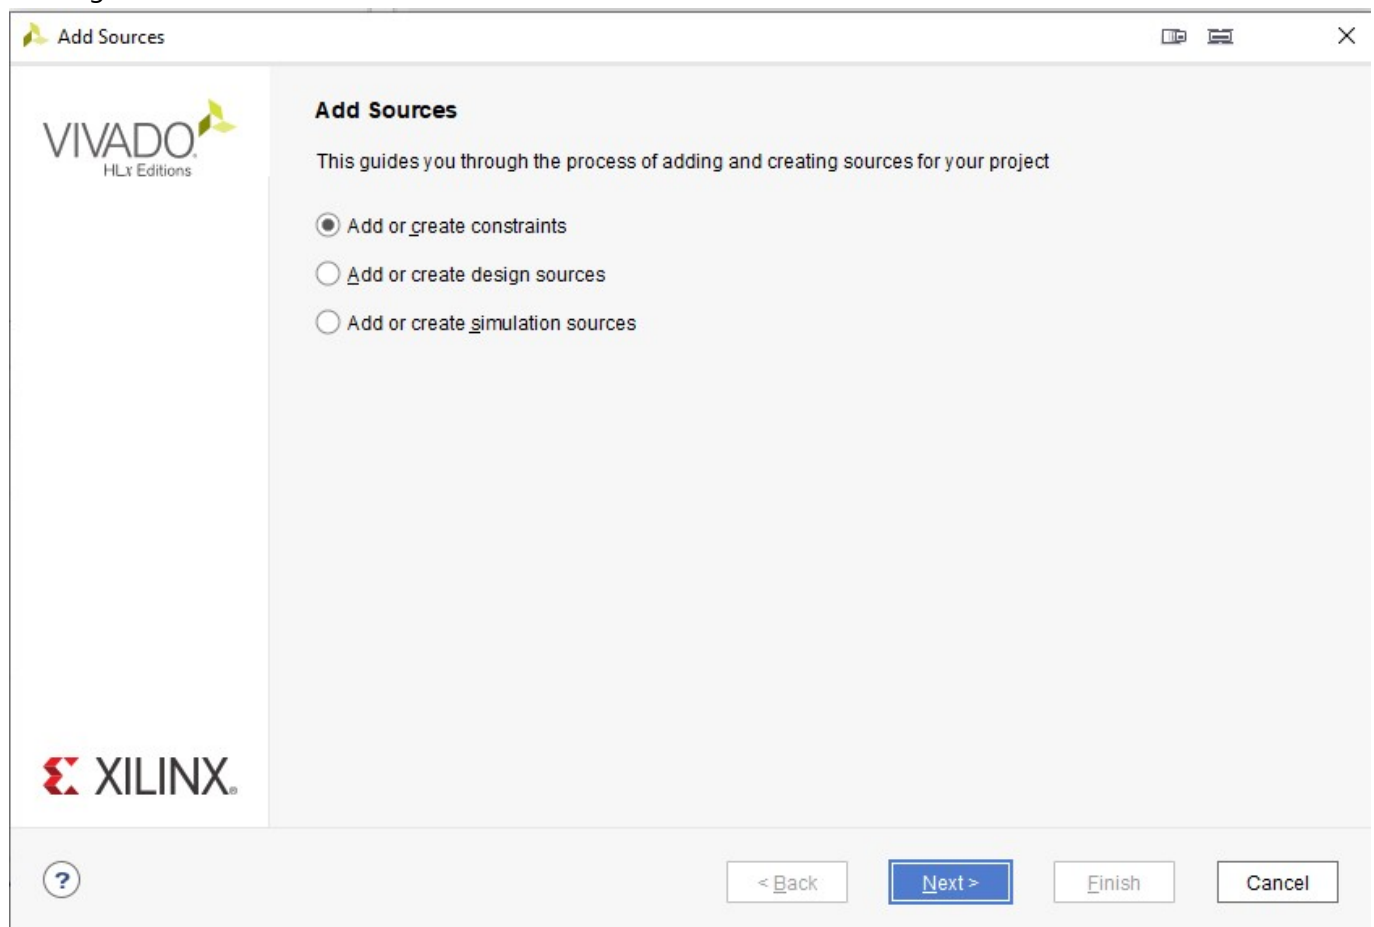 Add Sources
VIVADO.
HLx Editions
Add Sources
This guides you through the process of adding and creating sources for your project
Add or create constraints
Add or create design sources
Add or create simulation sources
XILINX.
?
< Back
Next >
Finish
Cancel